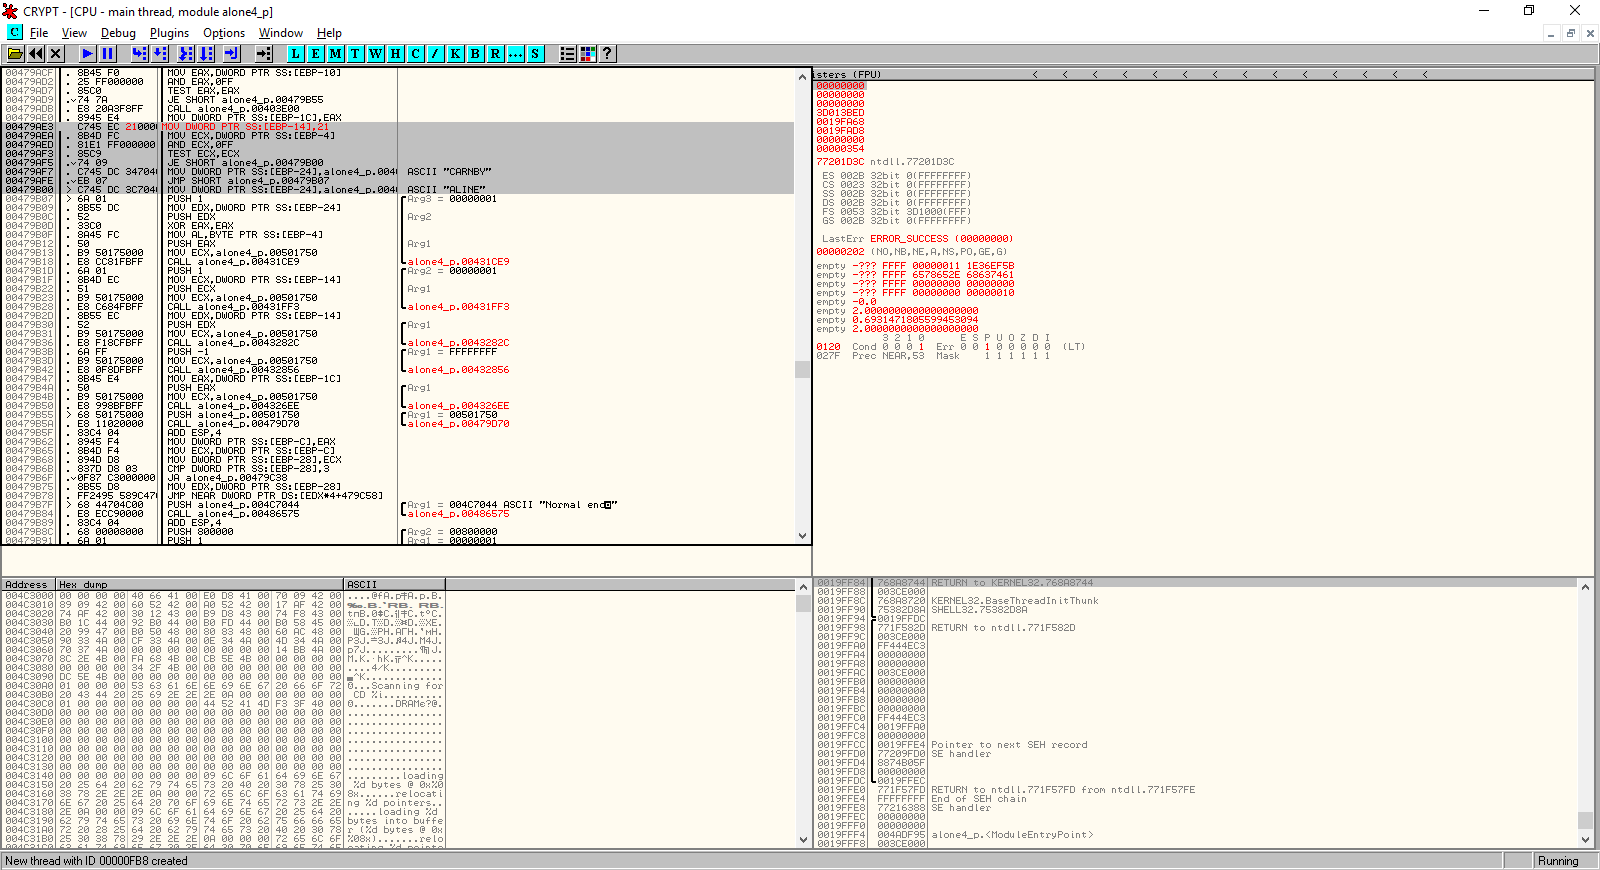 CRYPT - [CPU - main thread, module alone4_p]
C File View Debug Plugins Options Window Help
L E M T W H C / K B R ... S ?
00479ACF . 8B45 F0 MOV EAX,DWORD PTR SS:[EBP-10]
00479AD2 . 25 FF000000 AND EAX,0FF
00479AD7 . 85C0 TEST EAX,EAX
00479AD9 . 74 7A JE SHORT alone4_p.00479B55
00479ADB . E8 20A3F8FF CALL alone4_p.00403E00
00479AE0 . 8945 E4 MOV DWORD PTR SS:[EBP-1C],EAX
00479AE3 C745 EC 21000 MOV DWORD PTR SS:[EBP-14],21
00479AEA . 8B4D FC MOV ECX,DWORD PTR SS:[EBP-4]
00479AED . 81E1 FF000000 AND ECX,0FF
00479AF3 . 85C9 TEST ECX,ECX
00479AF5 . 74 09 JE SHORT alone4_p.00479B00
00479AF7 . C745 DC 34704 MOV DWORD PTR SS:[EBP-24],alone4_p.004 ASCII "CARNBY"
00479AFE . EB 07 JMP SHORT alone4_p.00479B07
00479B00 > C745 DC 3C704 MOV DWORD PTR SS:[EBP-24],alone4_p.004 ASCII "ALINE"
00479B07 > 6A 01 PUSH 1 Arg3 = 00000001
00479B09 . 8B55 DC MOV EDX,DWORD PTR SS:[EBP-24]
00479B0C . 52 PUSH EDX Arg2
00479B0D . 33C0 XOR EAX,EAX
00479B0F . 8A45 FC MOV AL,BYTE PTR SS:[EBP-4]
00479B12 . 50 PUSH EAX Arg1
00479B13 . B9 50175000 MOV ECX,alone4_p.00501750
00479B18 . E8 CC81FBFF CALL alone4_p.00431CE9 alone4_p.00431CE9
00479B1D . 6A 01 PUSH 1 Arg2 = 00000001
00479B1F . 8B4D EC MOV ECX,DWORD PTR SS:[EBP-14]
00479B22 . 51 PUSH ECX Arg1
00479B23 . B9 50175000 MOV ECX,alone4_p.00501750
00479B28 . E8 C684FBFF CALL alone4_p.00431FF3 alone4_p.00431FF3
00479B2D . 8B55 EC MOV EDX,DWORD PTR SS:[EBP-14]
00479B30 . 52 PUSH EDX Arg1
00479B31 . B9 50175000 MOV ECX,alone4_p.00501750
00479B36 . E8 F18CFBFF CALL alone4_p.0043282C alone4_p.0043282C
00479B3B . 6A FF PUSH -1 Arg1 = FFFFFFFF
00479B3D . B9 50175000 MOV ECX,alone4_p.00501750
00479B42 . E8 0F8DFBFF CALL alone4_p.00432856 alone4_p.00432856
00479B47 . 8B45 E4 MOV EAX,DWORD PTR SS:[EBP-1C]
00479B4A . 50 PUSH EAX Arg1
00479B4B . B9 50175000 MOV ECX,alone4_p.00501750
00479B50 . E8 998BFBFF CALL alone4_p.004326EE alone4_p.004326EE
00479B55 > 68 50175000 PUSH alone4_p.00501750 Arg1 = 00501750
00479B5A . E8 11020000 CALL alone4_p.00479D70 alone4_p.00479D70
00479B5F . 83C4 04 ADD ESP,4
00479B62 . 8945 F4 MOV DWORD PTR SS:[EBP-C],EAX
00479B65 . 8B4D F4 MOV ECX,DWORD PTR SS:[EBP-C]
00479B68 . 894D D8 MOV DWORD PTR SS:[EBP-28],ECX
00479B6B . 837D D8 03 CMP DWORD PTR SS:[EBP-28],3
00479B6F . 0F87 C3000000 JA alone4_p.00479C38
00479B75 . 8B55 D8 MOV EDX,DWORD PTR SS:[EBP-28]
00479B78 . FF2495 589C470 JMP NEAR DWORD PTR DS:[EDX*4+479C58]
00479B7F > 68 44704C00 PUSH alone4_p.004C7044 Arg1 = 004C7044 ASCII "Normal end"
00479B84 . E8 ECC90000 CALL alone4_p.00486575 alone4_p.00486575
00479B89 . 83C4 04 ADD ESP,4
00479B8C . 68 00008000 PUSH 800000 Arg2 = 00800000
00479B91 . 6A 01 PUSH 1 Arg1 = 00000001
isters (FPU) < < < < < < < < < < < < < <
00000000
00000000
00000000
3D013BED
0019FA68
0019FAD8
00000000
00000354
77201D3C ntdll.77201D3C
ES 002B 32bit 0(FFFFFFFF)
CS 0023 32bit 0(FFFFFFFF)
SS 002B 32bit 0(FFFFFFFF)
DS 002B 32bit 0(FFFFFFFF)
FS 0053 32bit 3D1000(FFF)
GS 002B 32bit 0(FFFFFFFF)
LastErr ERROR_SUCCESS (00000000)
00000202 (NO,NB,NE,A,NS,PO,GE,G)
empty -??? FFFF 00000011 1E36EF5B
empty -??? FFFF 6578652E 68637461
empty -??? FFFF 00000000 00000000
empty -??? FFFF 00000000 00000010
empty -0.0
empty 2.0000000000000000000
empty 0.6931471805599453094
empty 2.0000000000000000000
3 2 1 0 E S P U O Z D I
0120 Cond 0 0 0 1 Err 0 0 1 0 0 0 0 0 (LT)
027F Prec NEAR,53 Mask 1 1 1 1 1 1
Address Hex dump ASCII
004C3000 00 00 00 00 40 66 41 00 E0 D8 41 00 70 09 42 00
004C3010 89 09 42 00 60 52 42 00 A0 52 42 00 17 AF 42 00
004C3020 74 AF 42 00 30 12 43 00 B9 D8 43 00 74 F8 43 00
004C3030 B0 1C 44 00 92 B0 44 00 B0 FD 44 00 B0 58 45 00
004C3040 20 99 47 00 B0 50 48 00 80 83 48 00 60 AC 48 00
004C3050 90 33 4A 00 CF 33 4A 00 0E 34 4A 00 4D 34 4A 00
004C3060 70 37 4A 00 00 00 00 00 00 00 00 00 14 BB 4A 00
004C3070 8C 2E 4B 00 FA 68 4B 00 CB 5E 4B 00 00 00 00 00
004C3080 00 00 00 00 34 2F 4B 00 00 00 00 00 00 00 00 00
004C3090 DC 5E 4B 00 00 00 00 00 00 00 00 00 00 00 00 00
004C30A0 01 00 00 00 53 63 61 6E 6E 69 6E 67 20 66 6F 72 0...Scanning for
004C30B0 20 43 44 20 25 69 2E 2E 2E 0A 00 00 00 00 00 00 CD %i..........
004C30C0 01 00 00 00 00 00 00 00 44 52 41 4D F3 3F 40 00 0.......DRAMe?@.
004C30D0 00 00 00 00 00 00 00 00 00 00 00 00 00 00 00 00 ................
004C30E0 00 00 00 00 00 00 00 00 00 00 00 00 00 00 00 00 ................
004C30F0 00 00 00 00 00 00 00 00 00 00 00 00 00 00 00 00 ................
004C3100 00 00 00 00 00 00 00 00 00 00 00 00 00 00 00 00 ................
004C3110 00 00 00 00 00 00 00 00 00 00 00 00 00 00 00 00 ................
004C3120 00 00 00 00 00 00 00 00 00 00 00 00 00 00 00 00 ................
004C3130 00 00 00 00 00 00 00 00 00 00 00 00 00 00 00 00 ................
004C3140 00 00 00 00 00 00 00 00 09 6C 6F 61 64 69 6E 67 .........loading
004C3150 20 25 64 20 62 79 74 65 73 20 40 20 30 78 25 30 %d bytes @ 0x%0
004C3160 38 78 2E 2E 2E 0A 00 00 72 65 6C 6F 63 61 74 69 8x......relocati
004C3170 6E 67 20 25 64 20 70 6F 69 6E 74 65 72 73 2E 2E ng %d pointers..
004C3180 2E 0A 00 00 09 6C 6F 61 64 69 6E 67 20 25 64 20 .....loading %d
004C3190 62 79 74 65 73 20 69 6E 74 6F 20 62 75 66 66 65 bytes into buffe
004C31A0 72 20 28 25 64 20 62 79 74 65 73 20 40 20 30 78 r (%d bytes @ 0x
004C31B0 25 30 38 78 29 2E 2E 2E 0A 00 00 00 72 65 6C 6F %08x).......relo
0019FF84 768A8744 RETURN to KERNEL32.768A8744
0019FF88 003CE000
0019FF8C 768A8720 KERNEL32.BaseThreadInitThunk
0019FF90 75382D8A SHELL32.75382D8A
0019FF94 0019FFDC
0019FF98 771F582D RETURN to ntdll.771F582D
0019FF9C 003CE000
0019FFA0 FF444EC3
0019FFA4 00000000
0019FFA8 00000000
0019FFAC 003CE000
0019FFB0 00000000
0019FFB4 00000000
0019FFB8 00000000
0019FFBC 00000000
0019FFC0 FF444EC3
0019FFC4 0019FFA0
0019FFC8 00000000
0019FFCC 0019FFE4 Pointer to next SEH record
0019FFD0 77209FD0 SE handler
0019FFD4 8874B05F
0019FFD8 00000000
0019FFDC 0019FFEC
0019FFE0 771F57FD RETURN to ntdll.771F57FD from ntdll.771F57FE
0019FFE4 FFFFFFFF End of SEH chain
0019FFE8 77216388 SE handler
0019FFEC 00000000
0019FFF0 00000000
0019FFF4 004ADF95 alone4_p.<ModuleEntryPoint>
0019FFF8 003CE000
New thread with ID 00000FB8 created
Running